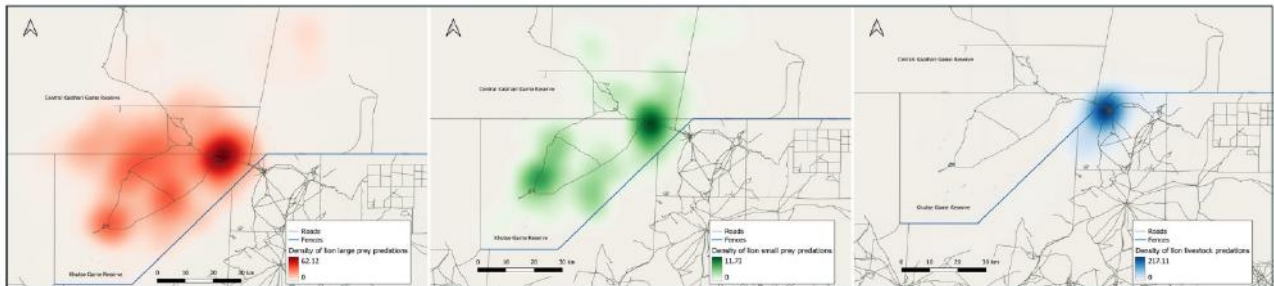 Central Kalahari Game Reserve
Khutse Game Reserve
Roads
Fences
Density of lion large prey predations
62.12
0
0 10 20 30 km
Central Kalahari Game Reserve
Khutse Game Reserve
Roads
Fences
Density of lion small prey predations
11.73
0
0 10 20 30 km
Central Kalahari Game Reserve
Khutse Game Reserve
Roads
Fences
Density of lion livestock predations
217.11
0
0 10 20 30 km